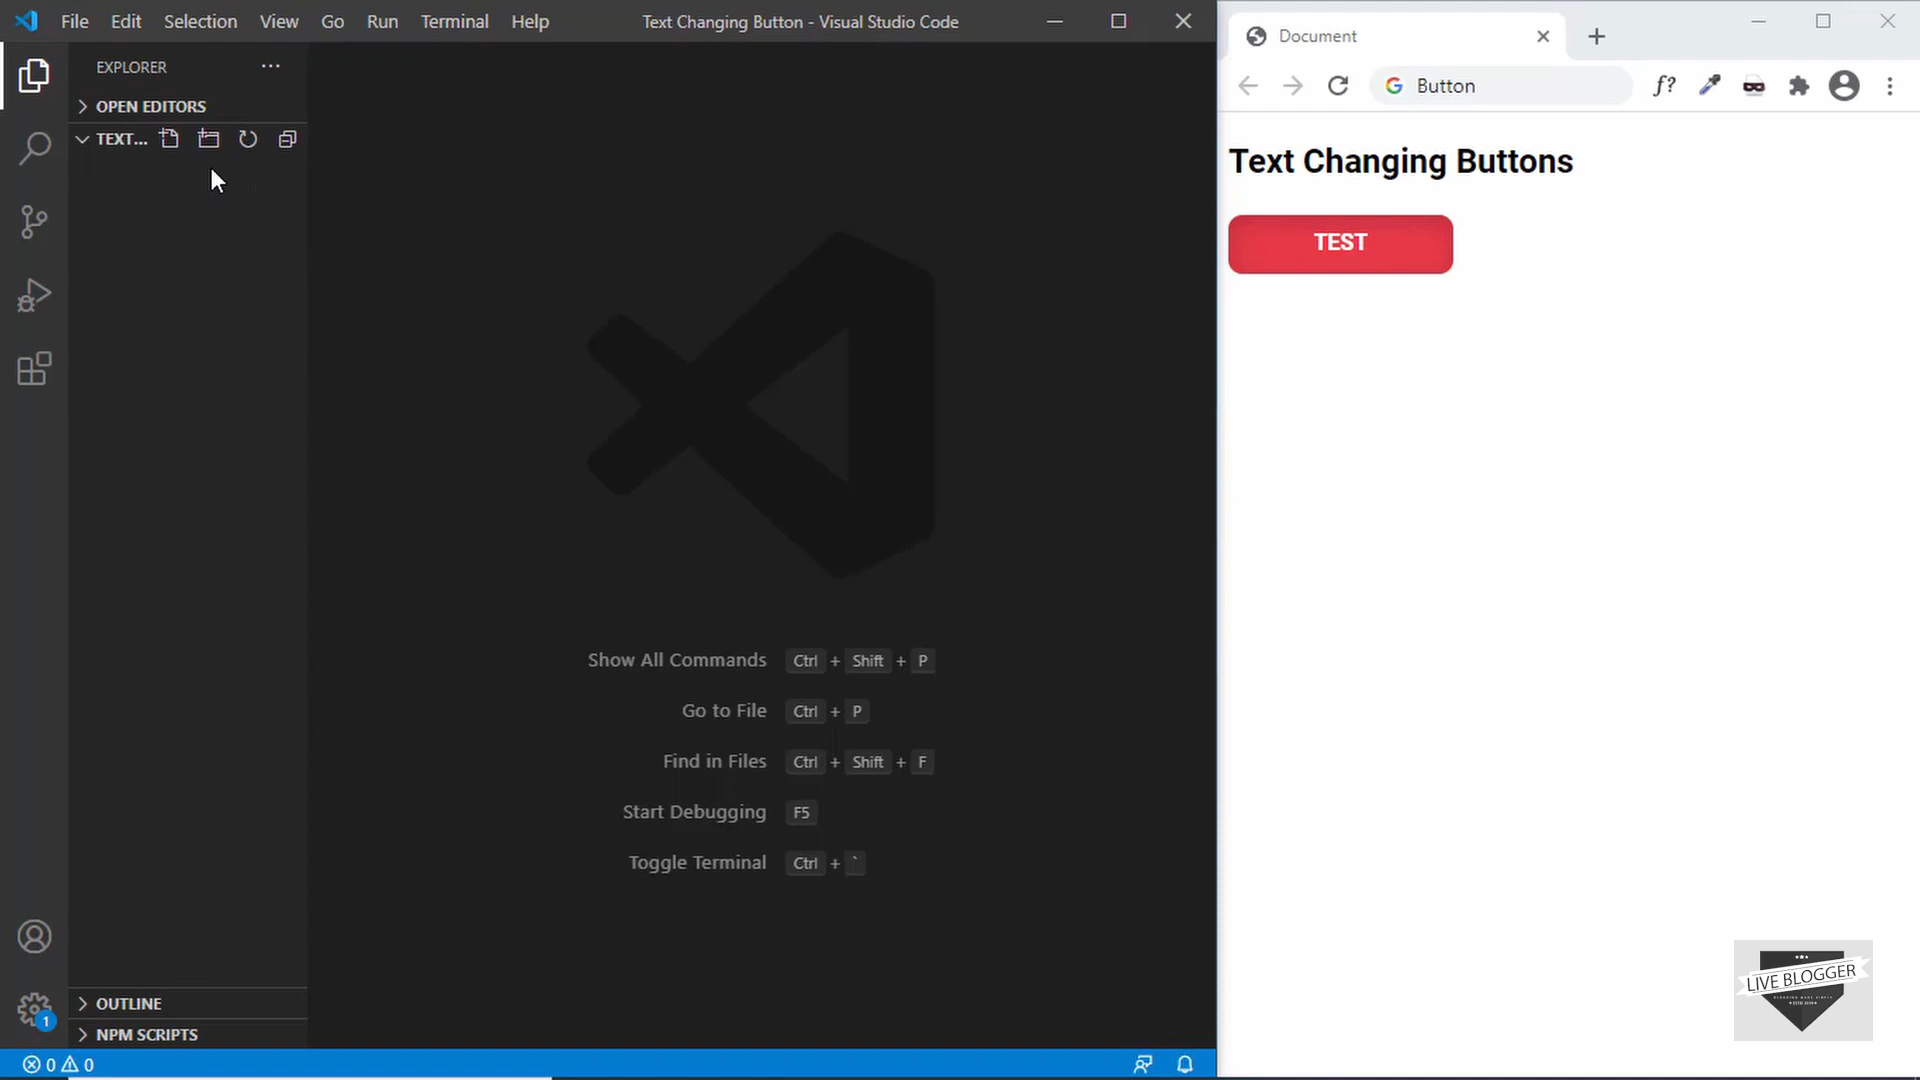 File Edit Selection View Go Run Terminal Help
Text Changing Button - Visual Studio Code
EXPLORER
OPEN EDITORS
TEXT...
Show All Commands Ctrl + Shift + P
Go to File Ctrl + P
Find in Files Ctrl + Shift + F
Start Debugging F5
Toggle Terminal Ctrl + `
OUTLINE
1
NPM SCRIPTS
0 0
Document
Button
f?
Text Changing Buttons
TEST
LIVE BLOGGER